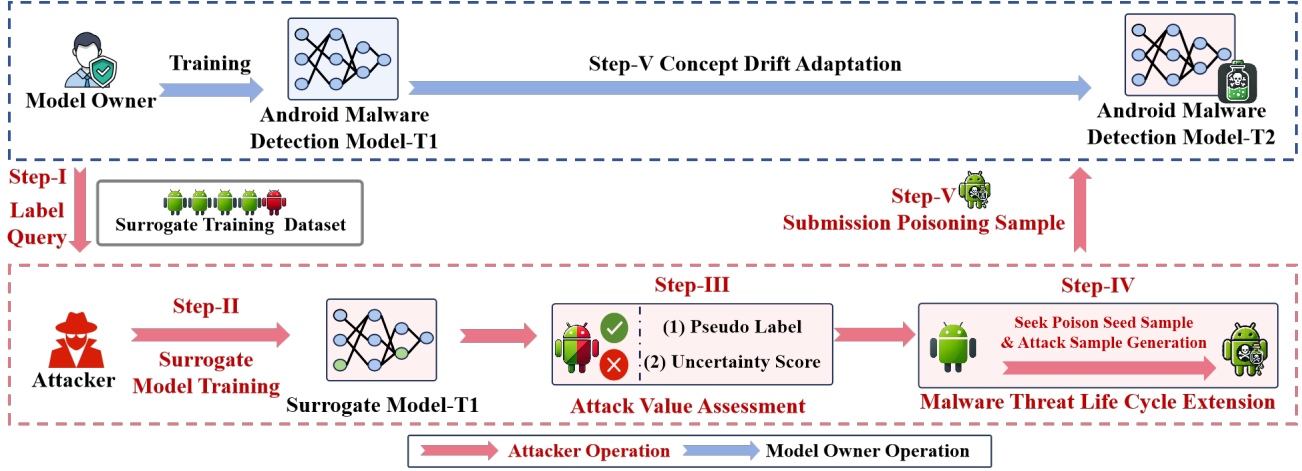 Model Owner
Training
Android Malware
Detection Model-T1
Step-V Concept Drift Adaptation
Android Malware
Detection Model-T2
Step-I
Label
Query
Surrogate Training Dataset
Step-V
Submission Poisoning Sample
Attacker
Step-II
Surrogate
Model Training
Surrogate Model-T1
Step-III
(1) Pseudo Label
(2) Uncertainty Score
Attack Value Assessment
Step-IV
Seek Poison Seed Sample
& Attack Sample Generation
Malware Threat Life Cycle Extension
Attacker Operation
Model Owner Operation